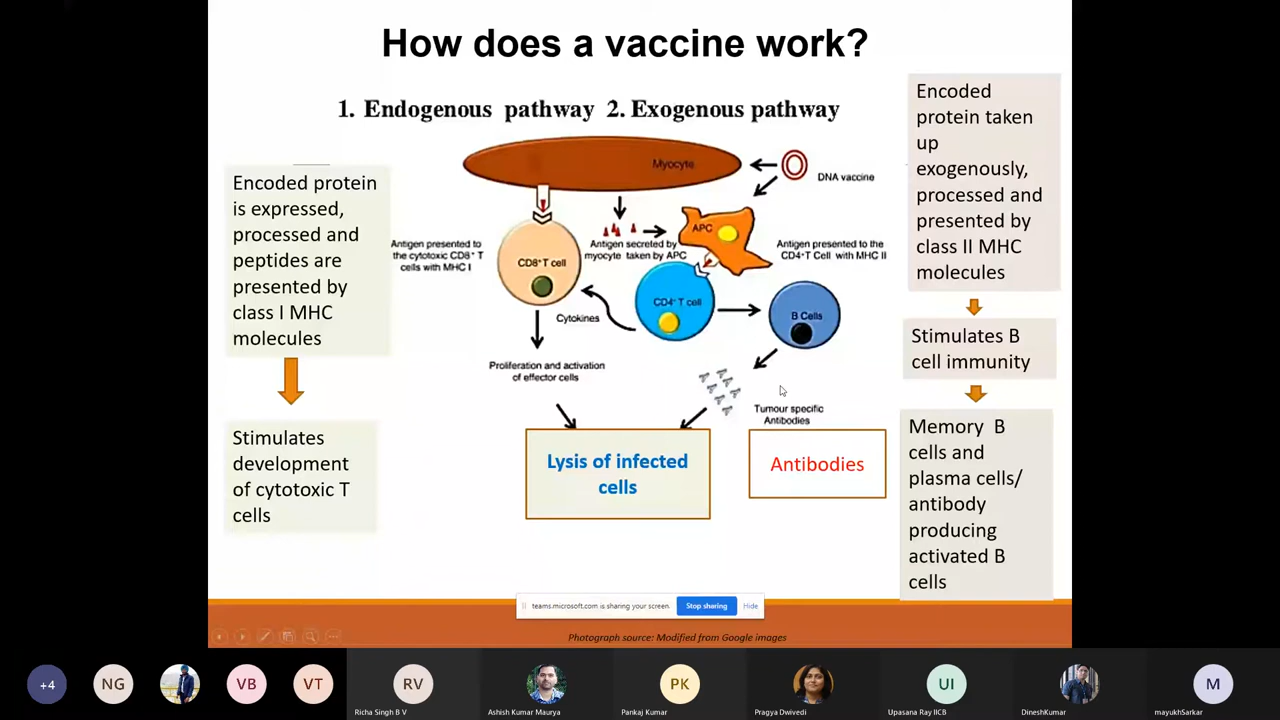 How does a vaccine work?
1. Endogenous pathway 2. Exogenous pathway
Encoded protein
is expressed,
processed and
peptides are
presented by
class I MHC
molecules
Stimulates
development
of cytotoxic T
cells
Myocyte
DNA vaccine
APC
Antigen presented to
the cytotoxic CD8⁺ T
cells with MHC I
CD8⁺T cell
Antigen secreted by
myocyte taken by APC
Antigen presented to the
CD4⁺T Cell with MHC II
CD4⁺ T cell
B Cells
Cytokines
Proliferation and activation
of effector cells
Tumour specific
Antibodies
Lysis of infected
cells
Antibodies
Encoded
protein taken
up
exogenously,
processed and
presented by
class II MHC
molecules
Stimulates B
cell immunity
Memory B
cells and
plasma cells/
antibody
producing
activated B
cells
teams.microsoft.com is sharing your screen.
Stop sharing
Hide
Photograph source: Modified from Google images
+4
NG
VB
VT
RV
Richa Singh B V
Ashish Kumar Maurya
PK
Pankaj Kumar
Pragya Dwivedi
UI
Upasana Ray IICB
DineshKumar
M
mayukhSarkar